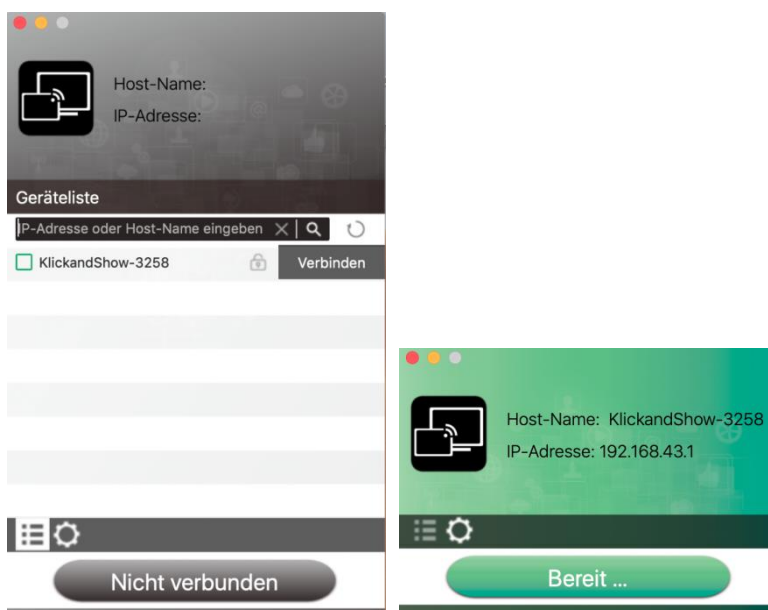 Host-Name:
IP-Adresse:
Geräteliste
IP-Adresse oder Host-Name eingeben
KlickandShow-3258 Verbinden
Nicht verbunden
Host-Name: KlickandShow-3258
IP-Adresse: 192.168.43.1
Bereit ...